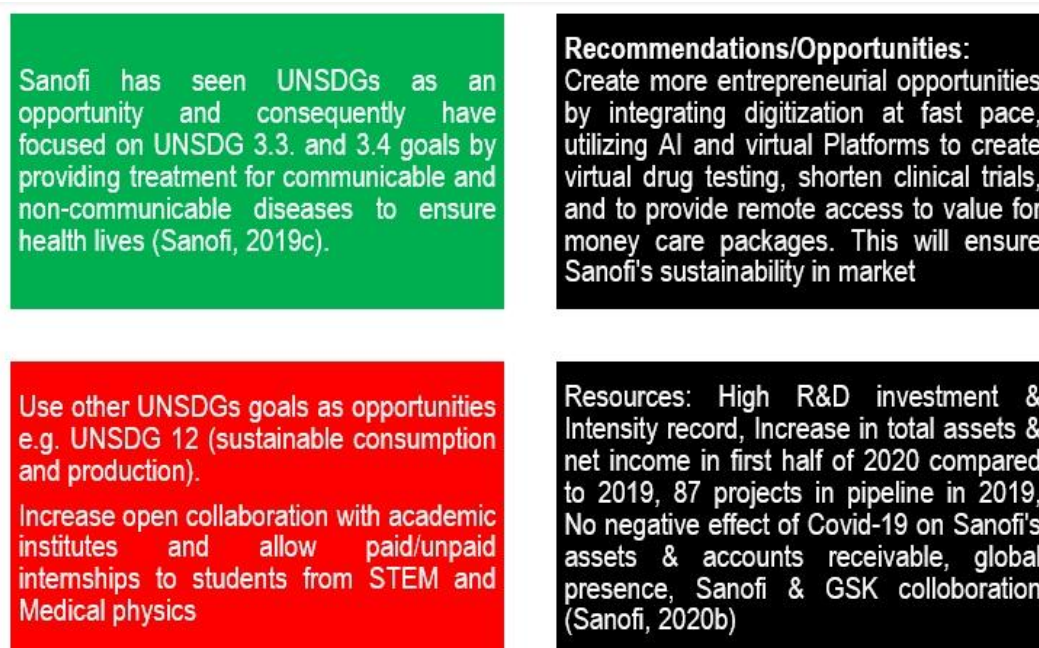 Sanofi has seen UNSDGs as an
opportunity and consequently have
focused on UNSDG 3.3. and 3.4 goals by
providing treatment for communicable and
non-communicable diseases to ensure
health lives (Sanofi, 2019c).
Recommendations/Opportunities:
Create more entrepreneurial opportunities
by integrating digitization at fast pace,
utilizing AI and virtual Platforms to create
virtual drug testing, shorten clinical trials,
and to provide remote access to value for
money care packages. This will ensure
Sanofi's sustainability in market
Use other UNSDGs goals as opportunities
e.g. UNSDG 12 (sustainable consumption
and production).
Increase open collaboration with academic
institutes and allow paid/unpaid
internships to students from STEM and
Medical physics
Resources: High R&D investment &
Intensity record, Increase in total assets &
net income in first half of 2020 compared
to 2019, 87 projects in pipeline in 2019,
No negative effect of Covid-19 on Sanofi's
assets & accounts receivable, global
presence, Sanofi & GSK colloboration
(Sanofi, 2020b)